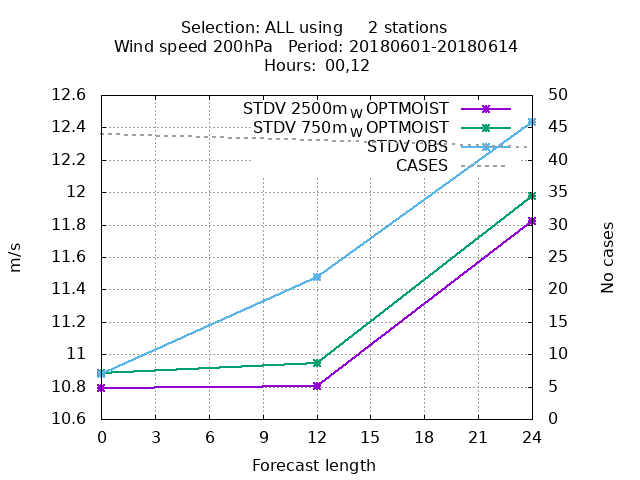 Selection: ALL using 2 stations
Wind speed 200hPa Period: 20180601-20180614
Hours: 00,12
12.6 50
STDV 2500m_W OPTMOIST
12.4 STDV 750m_W OPTMOIST 45
STDV OBS
12.2 CASES 40
12 35
11.8 30
11.6 25
11.4 20
11.2 15
11 10
10.8 5
10.6 0
m/s
No cases
0 3 6 9 12 15 18 21 24
Forecast length